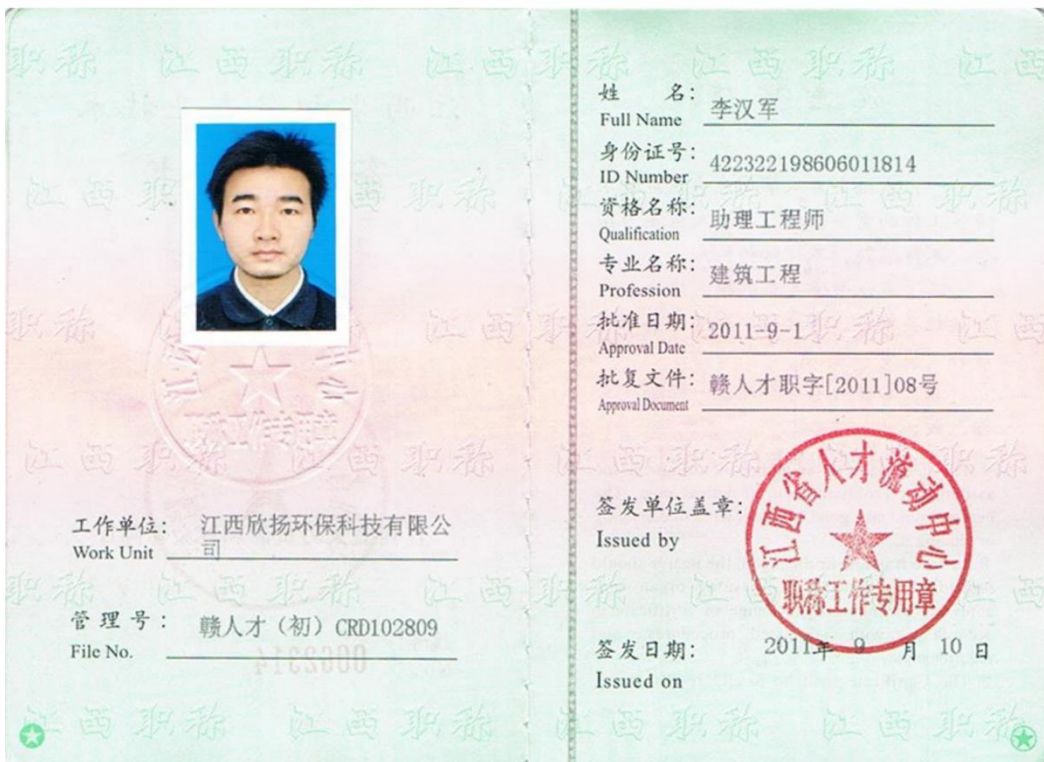 工作单位:
Work Unit
江西欣扬环保科技有限公
司
管理号:
File No.
赣人才(初)CRD102809
姓名:
Full Name
李汉军
身份证号:
ID Number
422322198606011814
资格名称:
Qualification
助理工程师
专业名称:
Profession
建筑工程
批准日期:
Approval Date
2011-9-1
批复文件:
Approval Document
赣人才职字[2011]08号
签发单位盖章:
Issued by
江西省人才流动中心
职称工作专用章
签发日期:
Issued on
2011年 9 月 10 日
江西职称